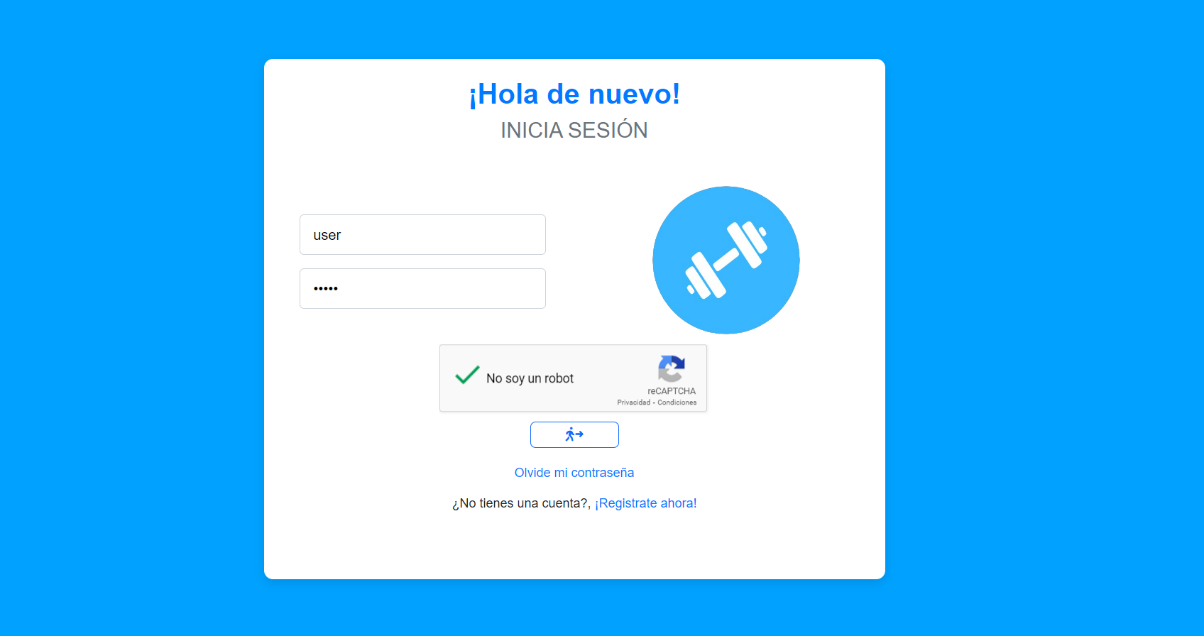 ¡Hola de nuevo!
INICIA SESIÓN
user
•••••
No soy un robot
reCAPTCHA
Privacidad - Condiciones
Olvide mi contraseña
¿No tienes una cuenta?, ¡Registrate ahora!